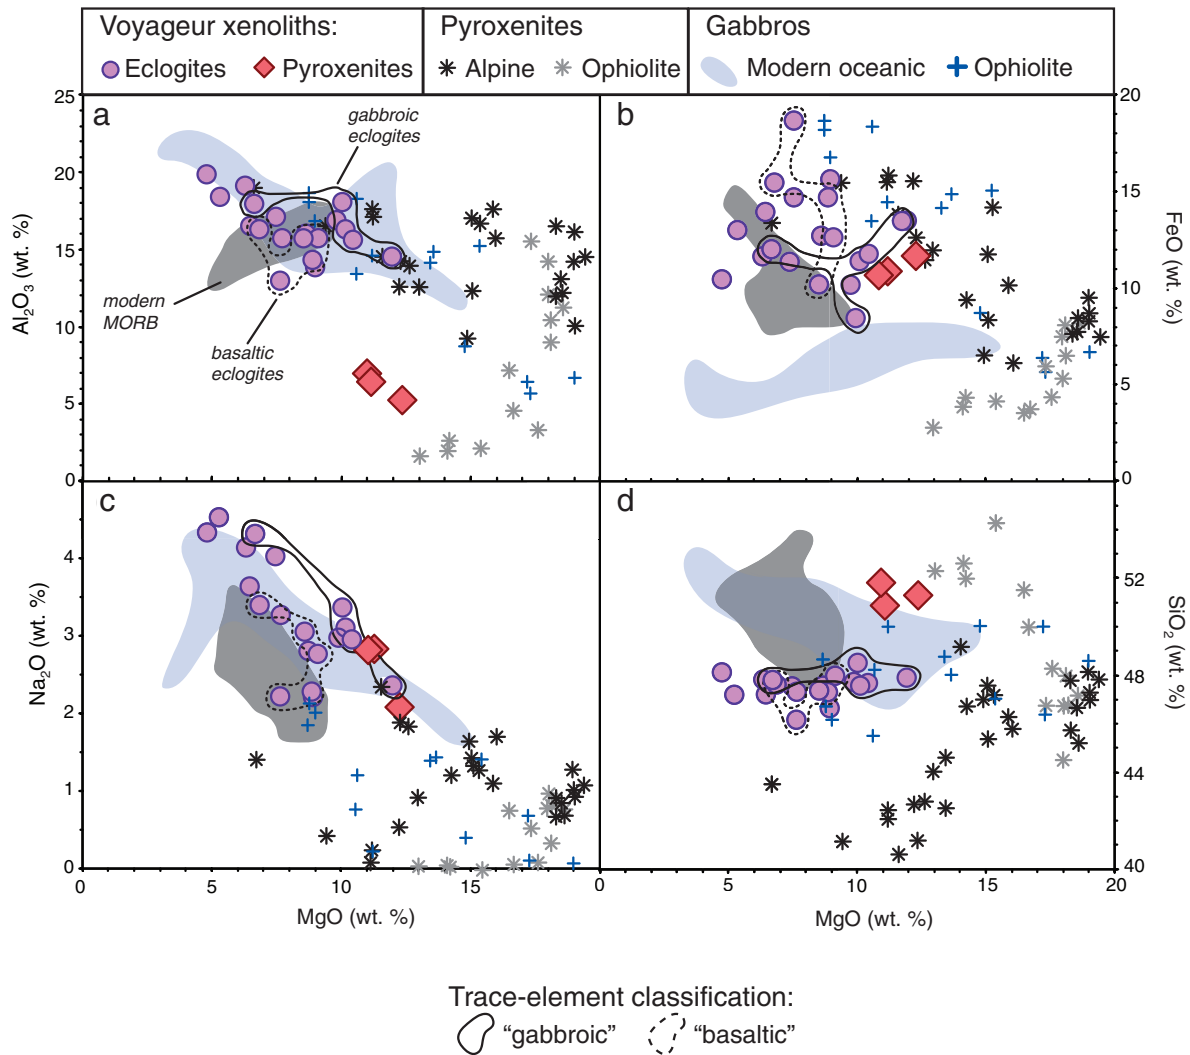 Voyageur xenoliths: Pyroxenites Gabbros
Eclogites Pyroxenites Alpine Ophiolite Modern oceanic Ophiolite
25 a gabbroic b 20
eclogites
20 15
15 10
modern
MORB
10
basaltic
eclogites
5 5
0 0
Al2O3 (wt. %)
FeO (wt. %)
c d
4 52
3
48
2
44
1
0 40
Na2O (wt. %)
SiO2 (wt. %)
0 5 10 15 0 5 10 15 20
MgO (wt. %) MgO (wt. %)
Trace-element classification:
“gabbroic” “basaltic”